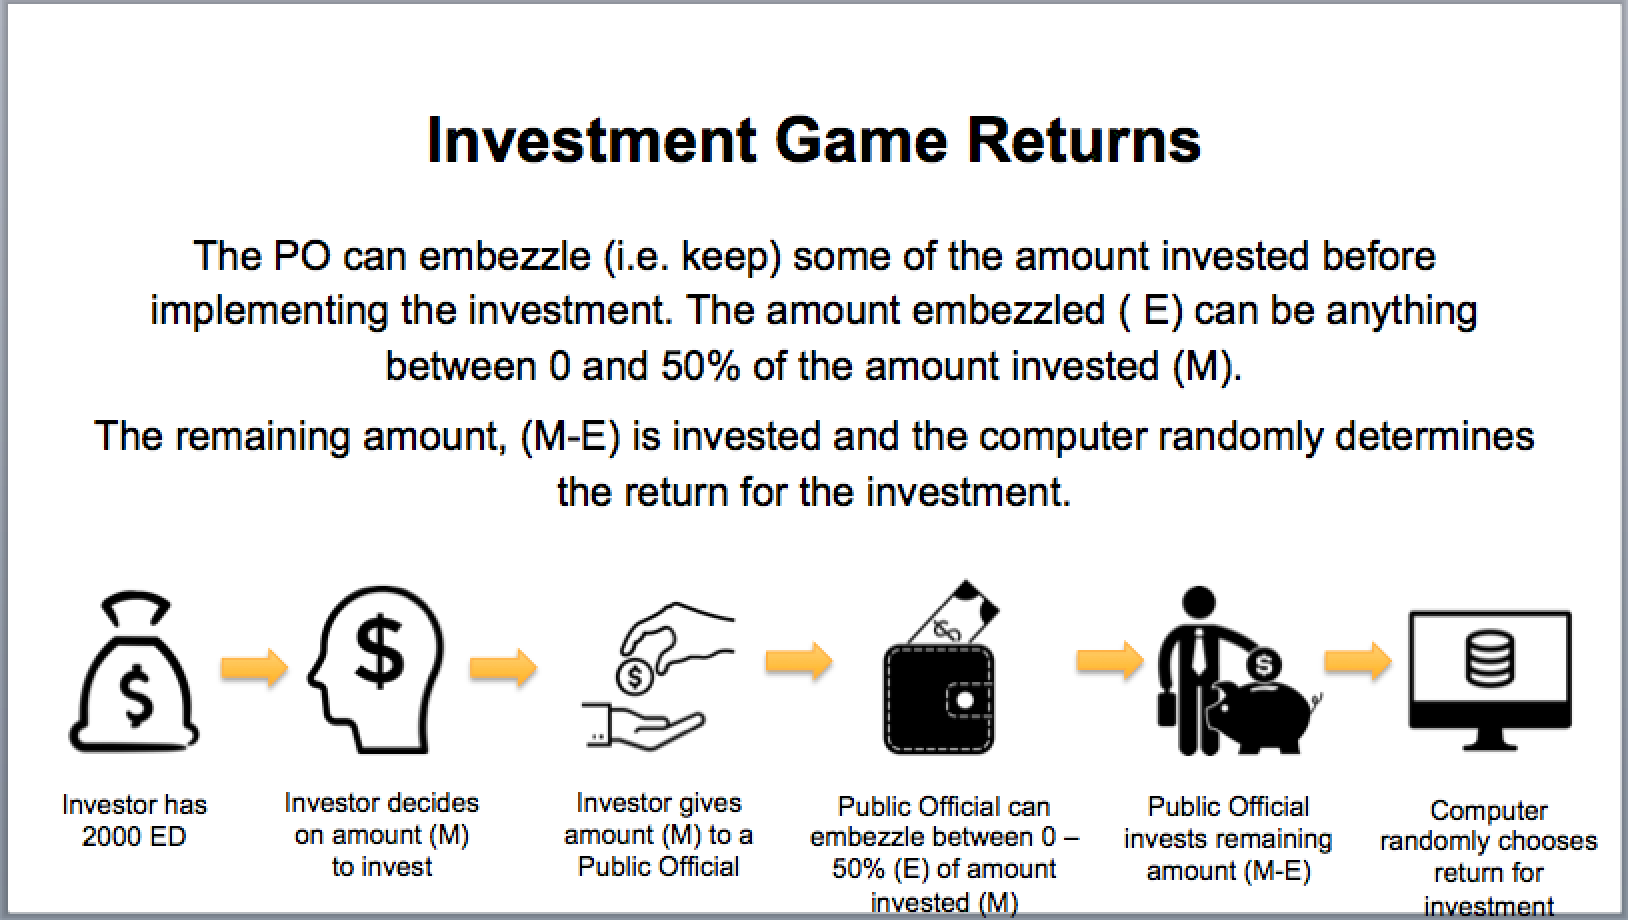 Investment Game Returns
The PO can embezzle (i.e. keep) some of the amount invested before
implementing the investment. The amount embezzled ( E) can be anything
between 0 and 50% of the amount invested (M).
The remaining amount, (M-E) is invested and the computer randomly determines
the return for the investment.
$
$
$
$
$
Investor has
2000 ED
Investor decides
on amount (M)
to invest
Investor gives
amount (M) to a
Public Official
Public Official can
embezzle between 0 –
50% (E) of amount
invested (M)
Public Official
invests remaining
amount (M-E)
Computer
randomly chooses
return for
investment